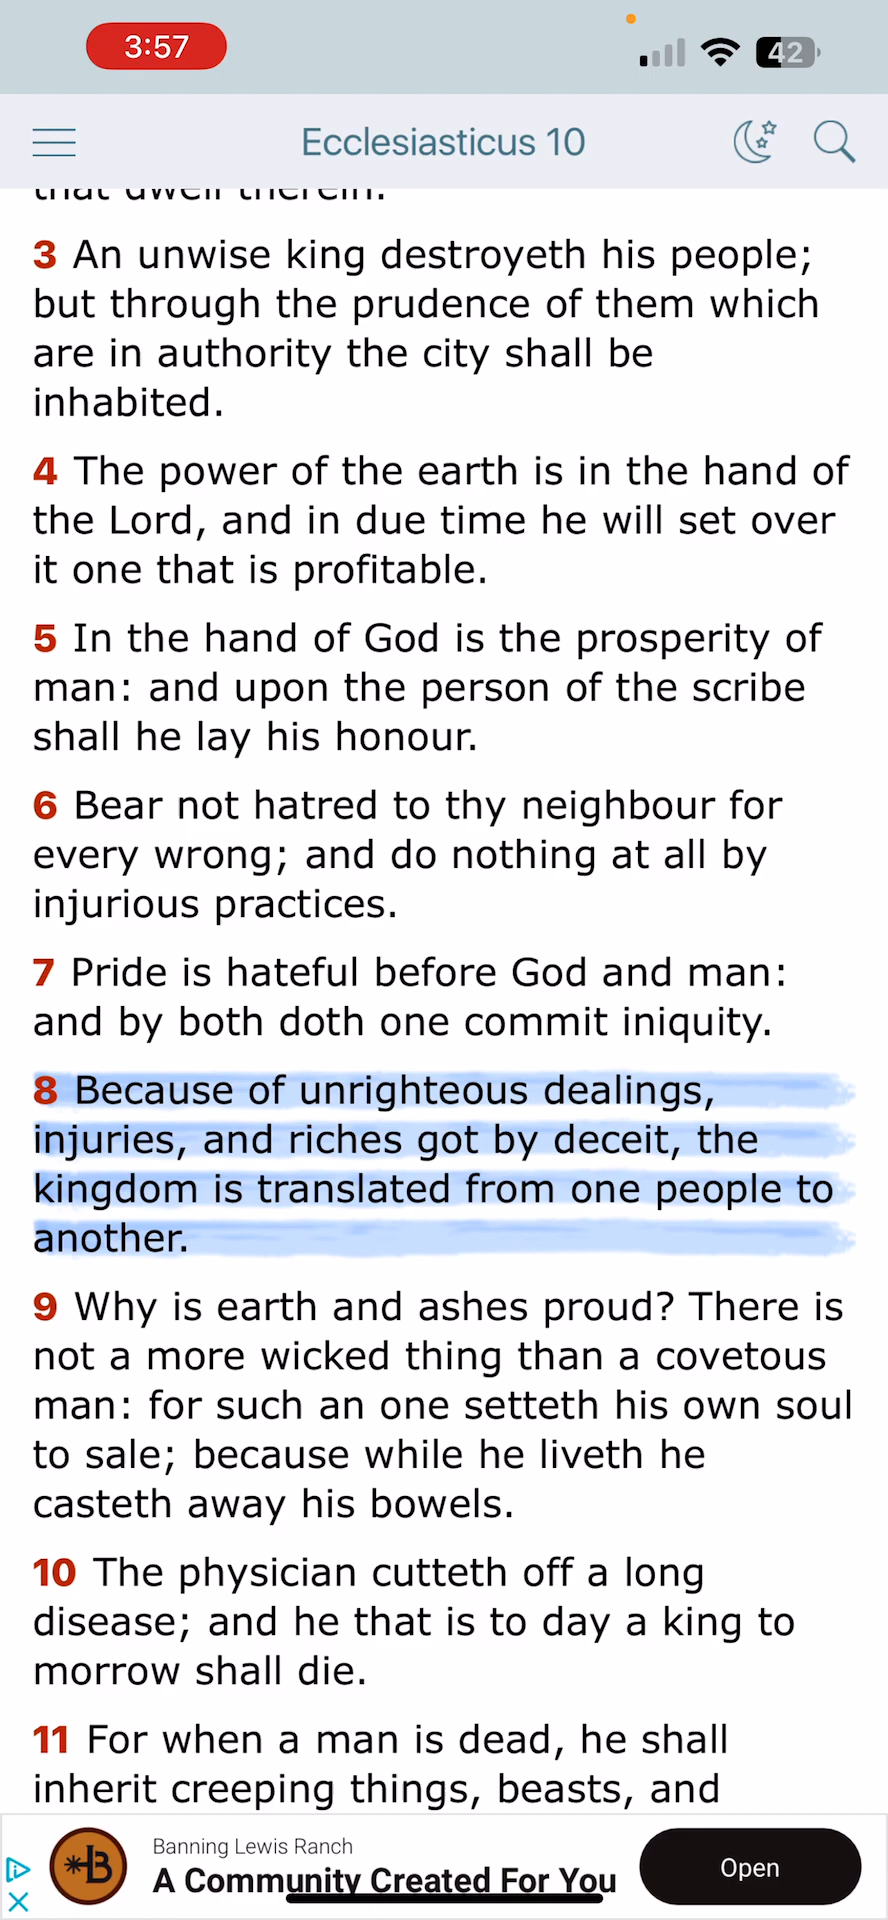 3:57
42
Ecclesiasticus 10
that dwell therein.
3 An unwise king destroyeth his people;
but through the prudence of them which
are in authority the city shall be
inhabited.
4 The power of the earth is in the hand of
the Lord, and in due time he will set over
it one that is profitable.
5 In the hand of God is the prosperity of
man: and upon the person of the scribe
shall he lay his honour.
6 Bear not hatred to thy neighbour for
every wrong; and do nothing at all by
injurious practices.
7 Pride is hateful before God and man:
and by both doth one commit iniquity.
8 Because of unrighteous dealings,
injuries, and riches got by deceit, the
kingdom is translated from one people to
another.
9 Why is earth and ashes proud? There is
not a more wicked thing than a covetous
man: for such an one setteth his own soul
to sale; because while he liveth he
casteth away his bowels.
10 The physician cutteth off a long
disease; and he that is to day a king to
morrow shall die.
11 For when a man is dead, he shall
inherit creeping things, beasts, and
B
Banning Lewis Ranch
A Community Created For You
Open